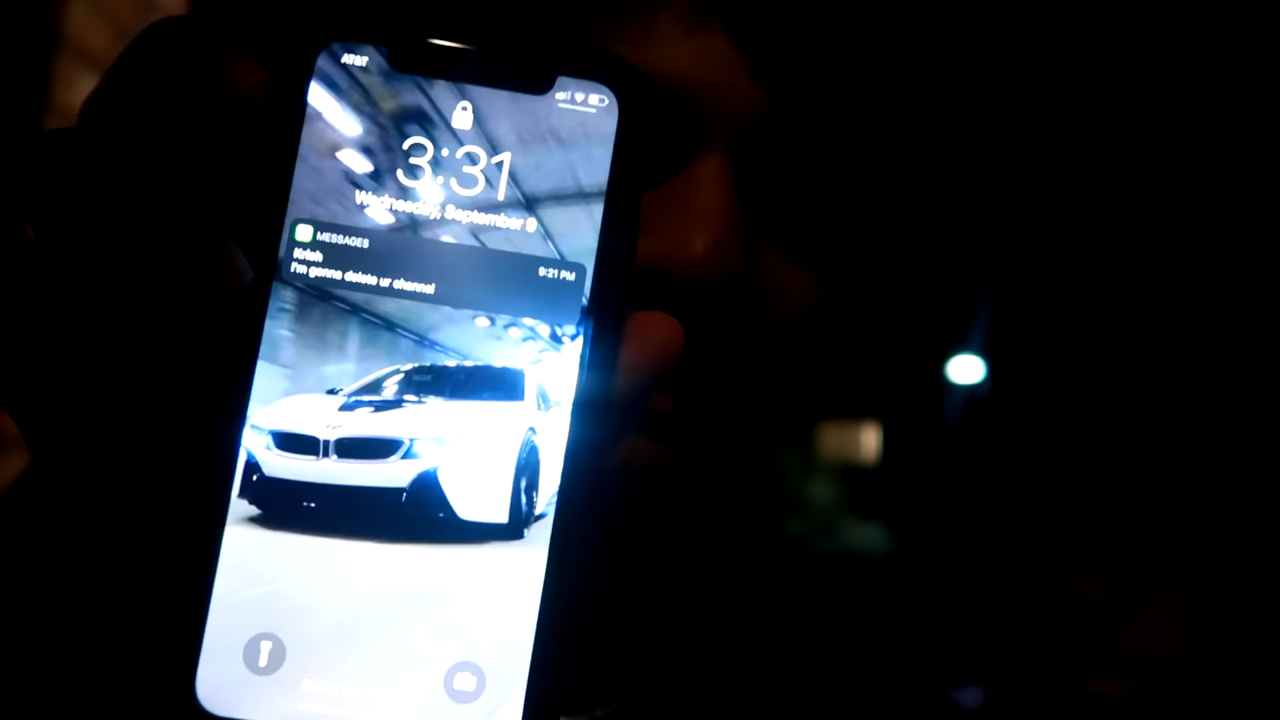 AT&T
3:31
Wednesday, September 9
MESSAGES
Krish
9:21 PM
I'm gonna delete ur channel